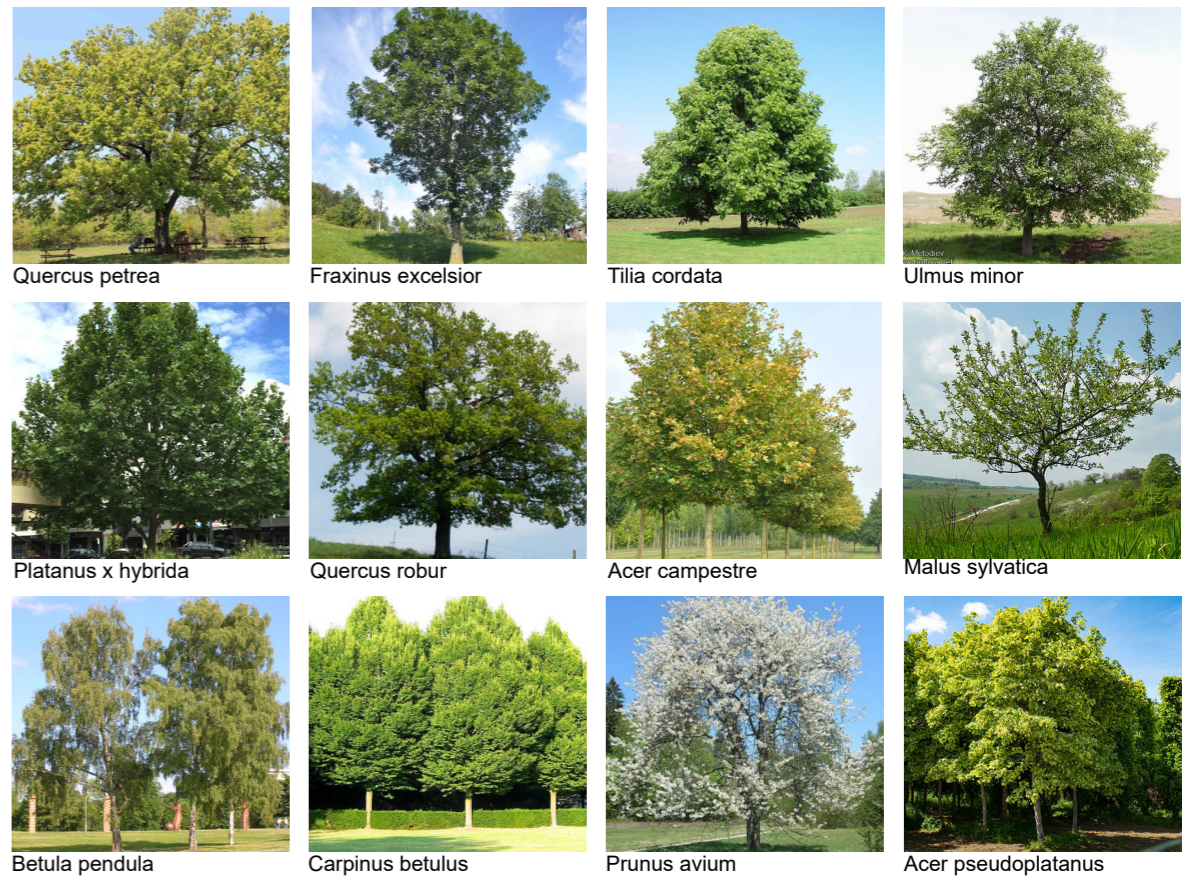 Quercus petrea
Fraxinus excelsior
Tilia cordata
Ulmus minor
Platanus x hybrida
Quercus robur
Acer campestre
Malus sylvatica
Betula pendula
Carpinus betulus
Prunus avium
Acer pseudoplatanus